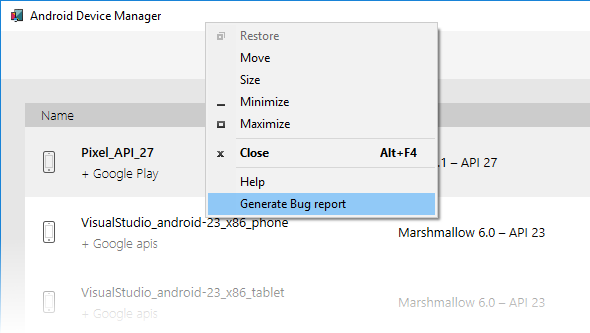 Android Device Manager
Restore
Move
Size
Minimize
Maximize
Close Alt+F4
Help
Generate Bug report
Name
Pixel_API_27
+ Google Play
.1 – API 27
VisualStudio_android-23_x86_phone
+ Google apis
Marshmallow 6.0 – API 23
VisualStudio_android-23_x86_tablet
+ Google apis
Marshmallow 6.0 – API 23